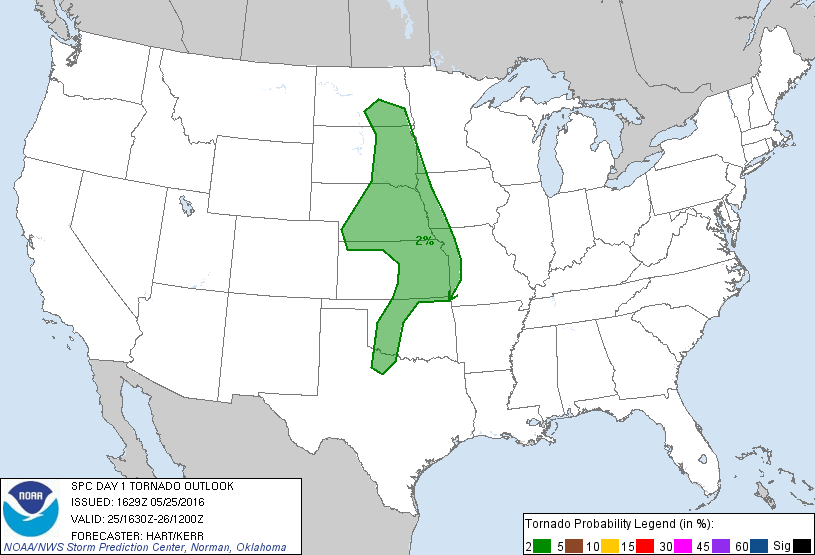 2%
SPC DAY 1 TORNADO OUTLOOK
ISSUED: 1629Z 05/25/2016
VALID: 25/1630Z-26/1200Z
FORECASTER: HART/KERR
NOAA/NWS Storm Prediction Center, Norman, Oklahoma
NOAA
Tornado Probability Legend (in %):
2 5 10 15 30 45 60 Sig